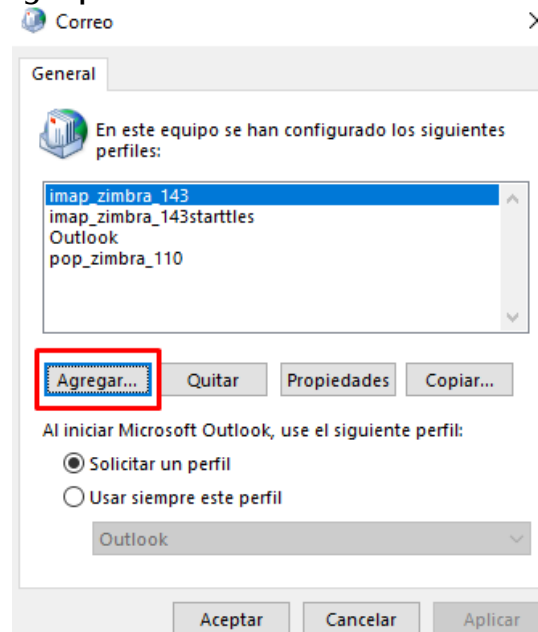 Correo
General
En este equipo se han configurado los siguientes
perfiles:
imap_zimbra_143
imap_zimbra_143starttles
Outlook
pop_zimbra_110
Agregar... Quitar Propiedades Copiar...
Al iniciar Microsoft Outlook, use el siguiente perfil:
Solicitar un perfil
Usar siempre este perfil
Outlook
Aceptar Cancelar Aplicar